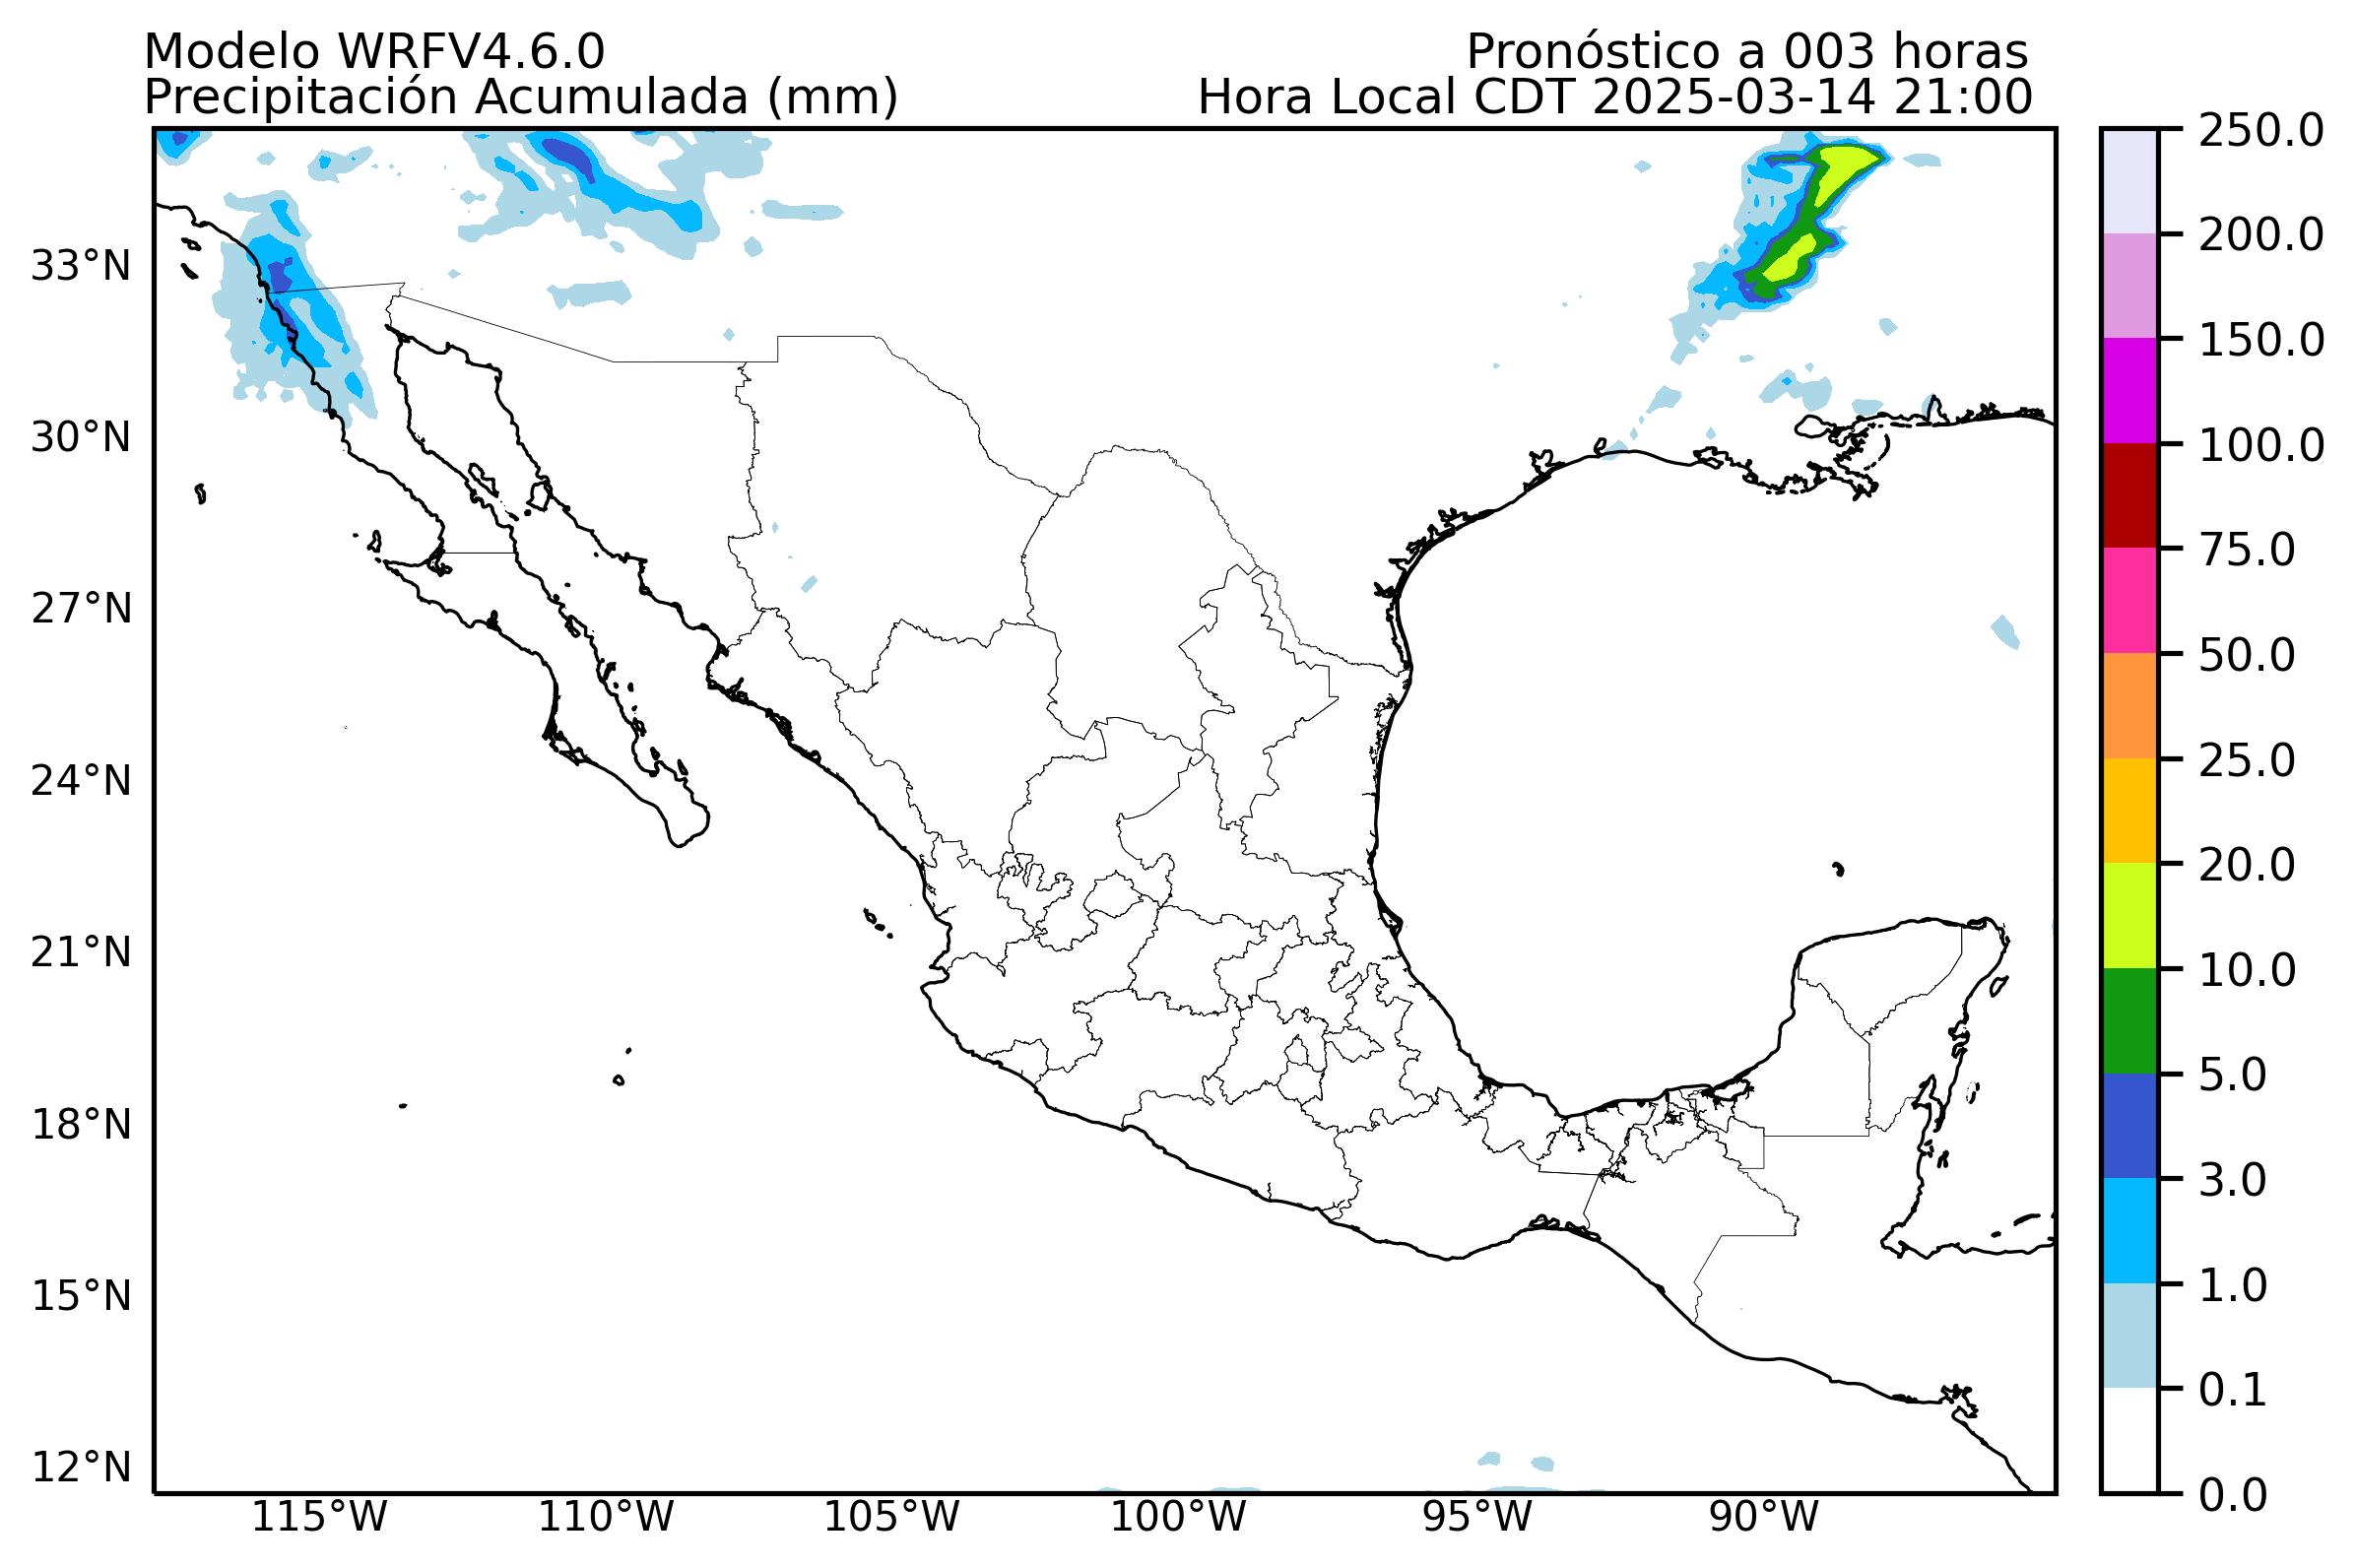 Modelo WRFV4.6.0
Pronóstico a 003 horas
Precipitación Acumulada (mm)
Hora Local CDT 2025-03-14 21:00
33°N
30°N
27°N
24°N
21°N
18°N
15°N
12°N
115°W
110°W
105°W
100°W
95°W
90°W
250.0
200.0
150.0
100.0
75.0
50.0
25.0
20.0
10.0
5.0
3.0
1.0
0.1
0.0